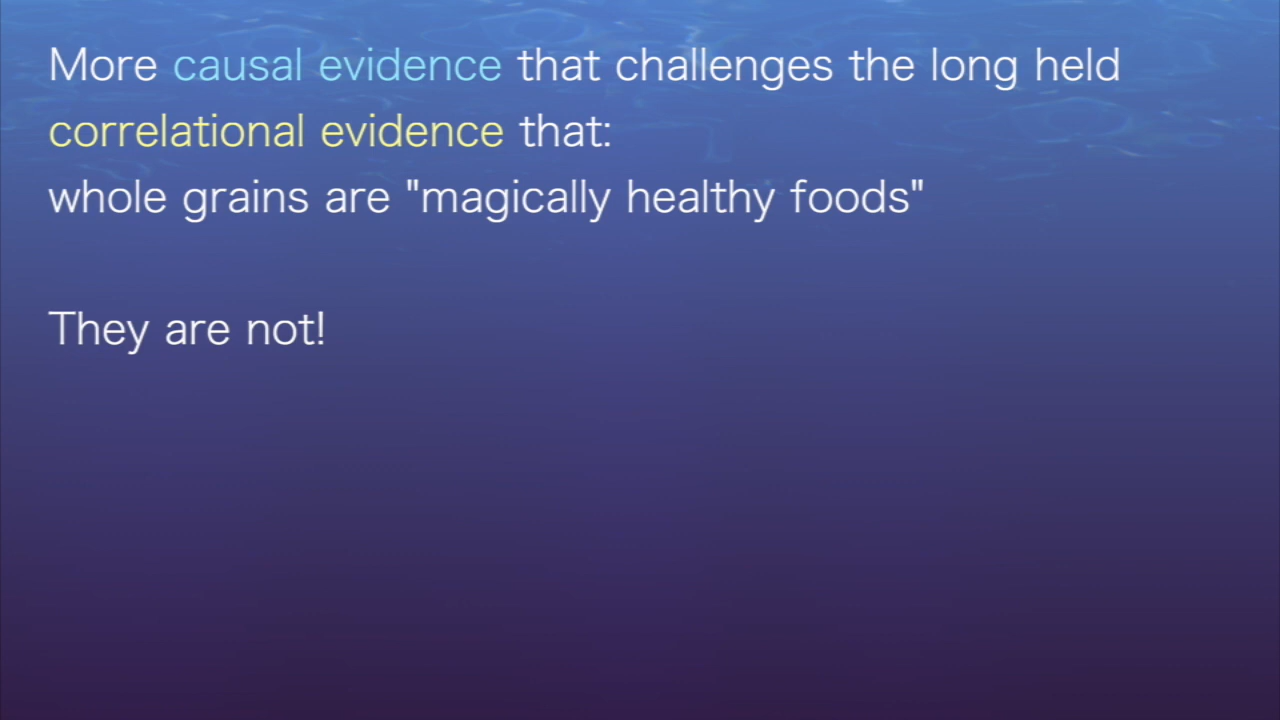 More causal evidence that challenges the long held
correlational evidence that:
whole grains are "magically healthy foods"
They are not!